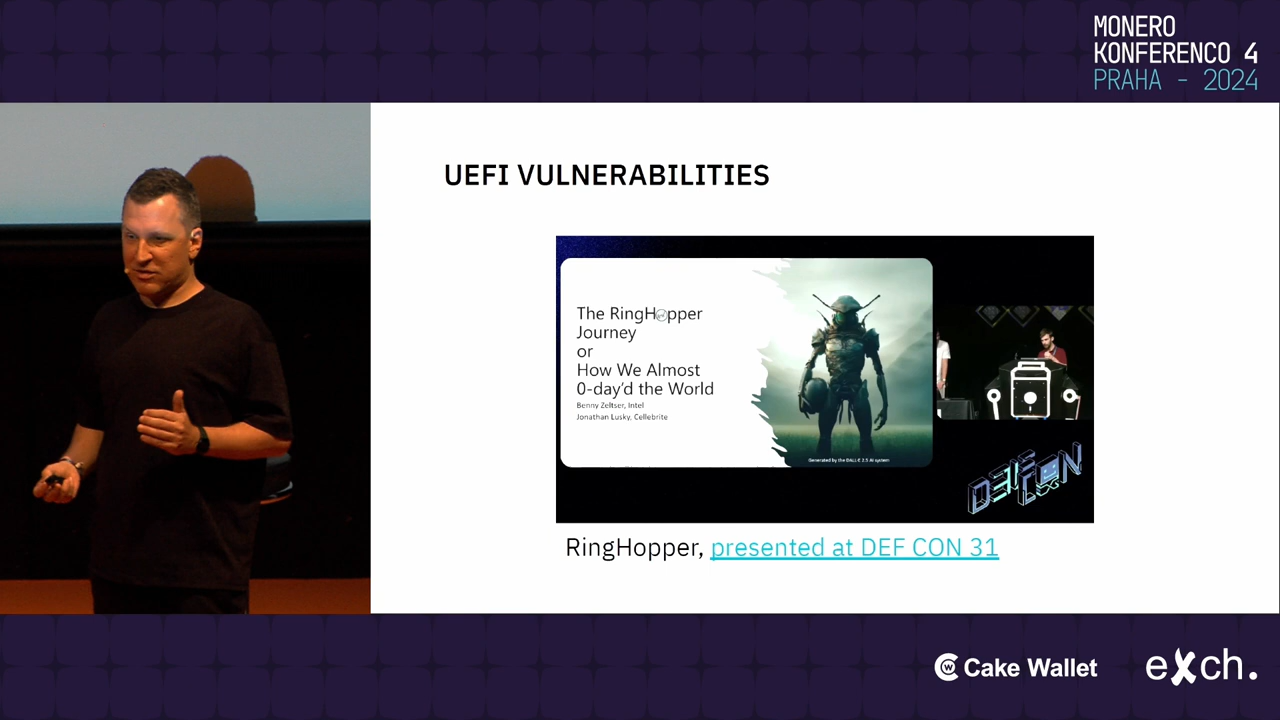 MONERO
KONFERENCO 4
PRAHA - 2024
UEFI VULNERABILITIES
The RingHopper
Journey
or
How We Almost
0-day'd the World
Benny Zeltser, Intel
Jonathan Lusky, Cellebrite
Generated by the DALL·E 2.5 AI system
DEF
CON
RingHopper, presented at DEF CON 31
Cake Wallet
exch.